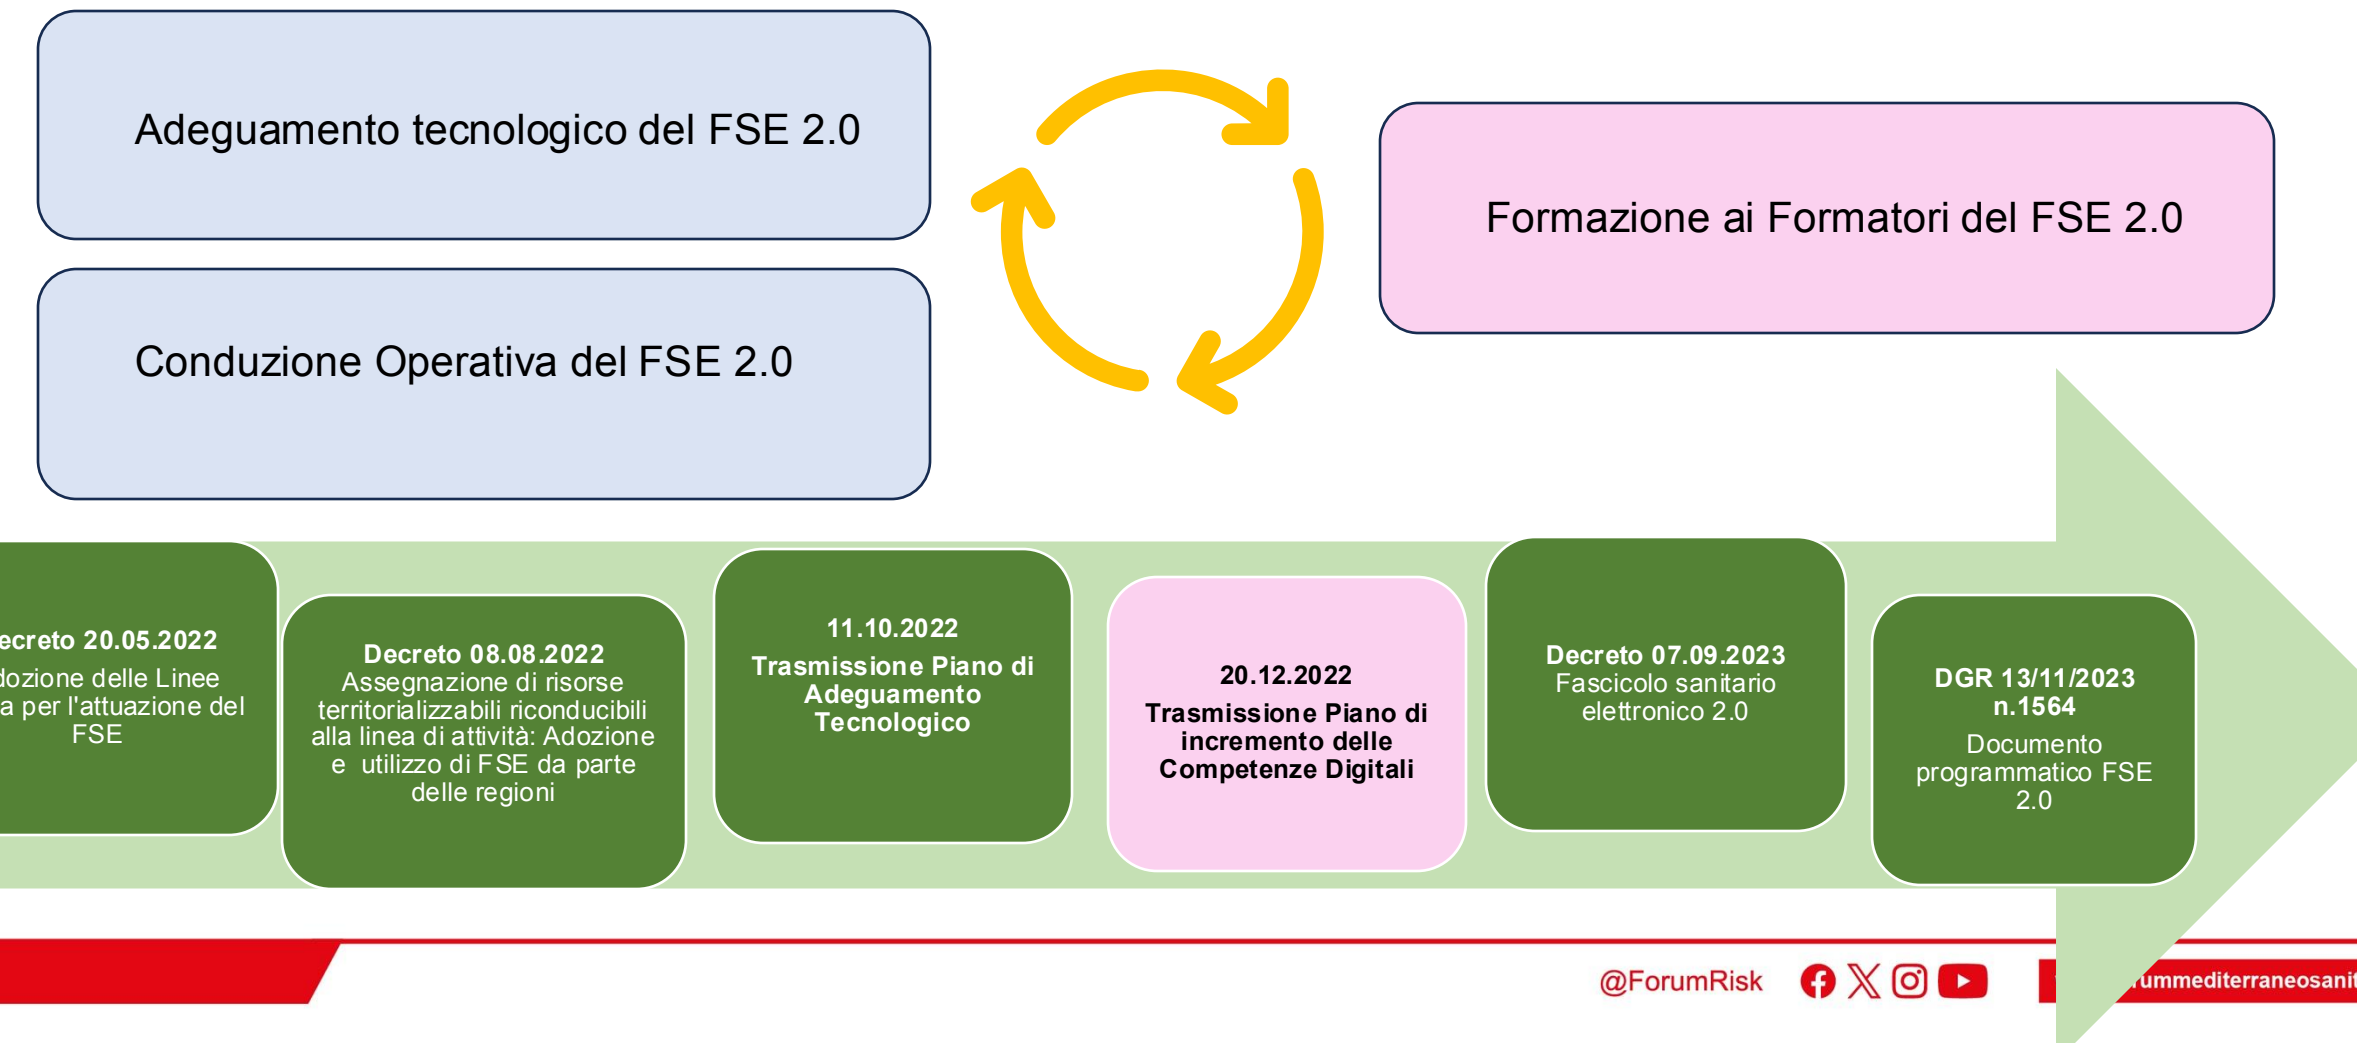 Adeguamento tecnologico del FSE 2.0
Conduzione Operativa del FSE 2.0
Formazione ai Formatori del FSE 2.0
ecreto 20.05.2022
dozione delle Linee
a per l'attuazione del
FSE
Decreto 08.08.2022
Assegnazione di risorse
territorializzabili riconducibili
alla linea di attività: Adozione
e utilizzo di FSE da parte
delle regioni
11.10.2022
Trasmissione Piano di
Adeguamento
Tecnologico
20.12.2022
Trasmissione Piano di
incremento delle
Competenze Digitali
Decreto 07.09.2023
Fascicolo sanitario
elettronico 2.0
DGR 13/11/2023
n.1564
Documento
programmatico FSE
2.0
@ForumRisk
ummediterraneosanit